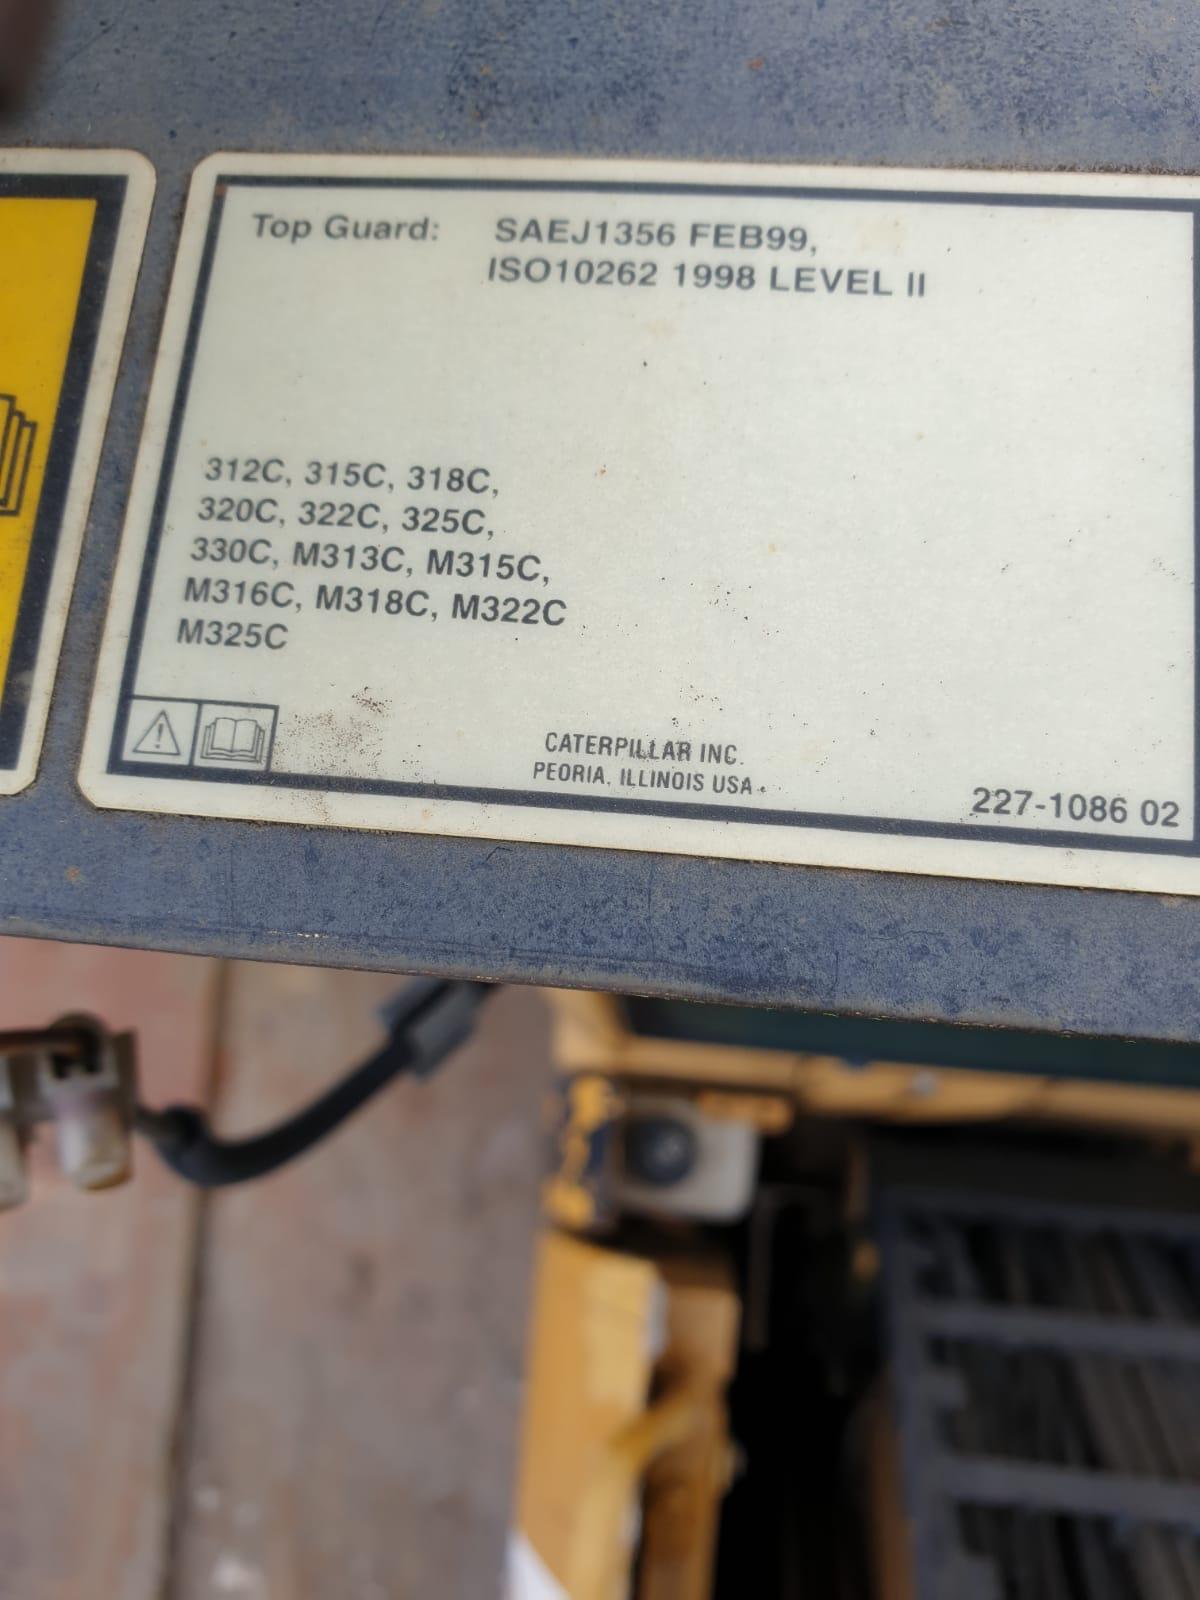 Top Guard: SAEJ1356 FEB99,
ISO10262 1998 LEVEL II
312C, 315C, 318C,
320C, 322C, 325C,
330C, M313C, M315C,
M316C, M318C, M322C
M325C
CATERPILLAR INC.
PEORIA, ILLINOIS USA
227-1086 02